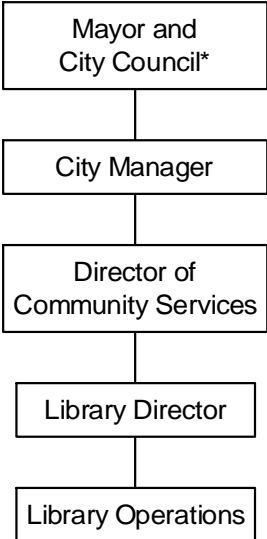 Mayor and
City Council*
City Manager
Director of
Community Services
Library Director
Library Operations